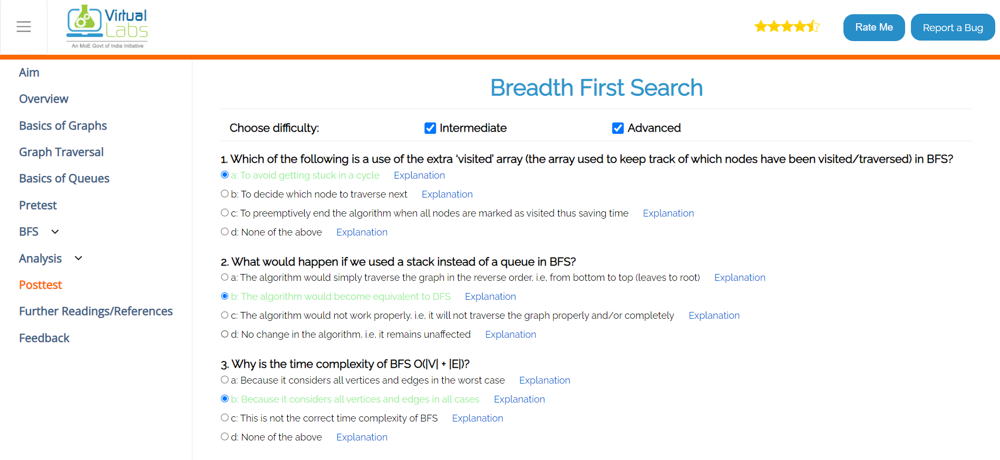 Virtual
Labs
An MoE Govt of India Initiative
Rate Me
Report a Bug
Aim
Overview
Basics of Graphs
Graph Traversal
Basics of Queues
Pretest
BFS
Analysis
Posttest
Further Readings/References
Feedback
Breadth First Search
Choose difficulty: Intermediate Advanced
1. Which of the following is a use of the extra ‘visited’ array (the array used to keep track of which nodes have been visited/traversed) in BFS?
a: To avoid getting stuck in a cycle Explanation
b: To decide which node to traverse next Explanation
c: To preemptively end the algorithm when all nodes are marked as visited thus saving time Explanation
d: None of the above Explanation
2. What would happen if we used a stack instead of a queue in BFS?
a: The algorithm would simply traverse the graph in the reverse order, i.e, from bottom to top (leaves to root) Explanation
b: The algorithm would become equivalent to DFS Explanation
c: The algorithm would not work properly, i.e, it will not traverse the graph properly and/or completely Explanation
d: No change in the algorithm, i.e, it remains unaffected Explanation
3. Why is the time complexity of BFS O(|V| + |E|)?
a: Because it considers all vertices and edges in the worst case Explanation
b: Because it considers all vertices and edges in all cases Explanation
c: This is not the correct time complexity of BFS Explanation
d: None of the above Explanation